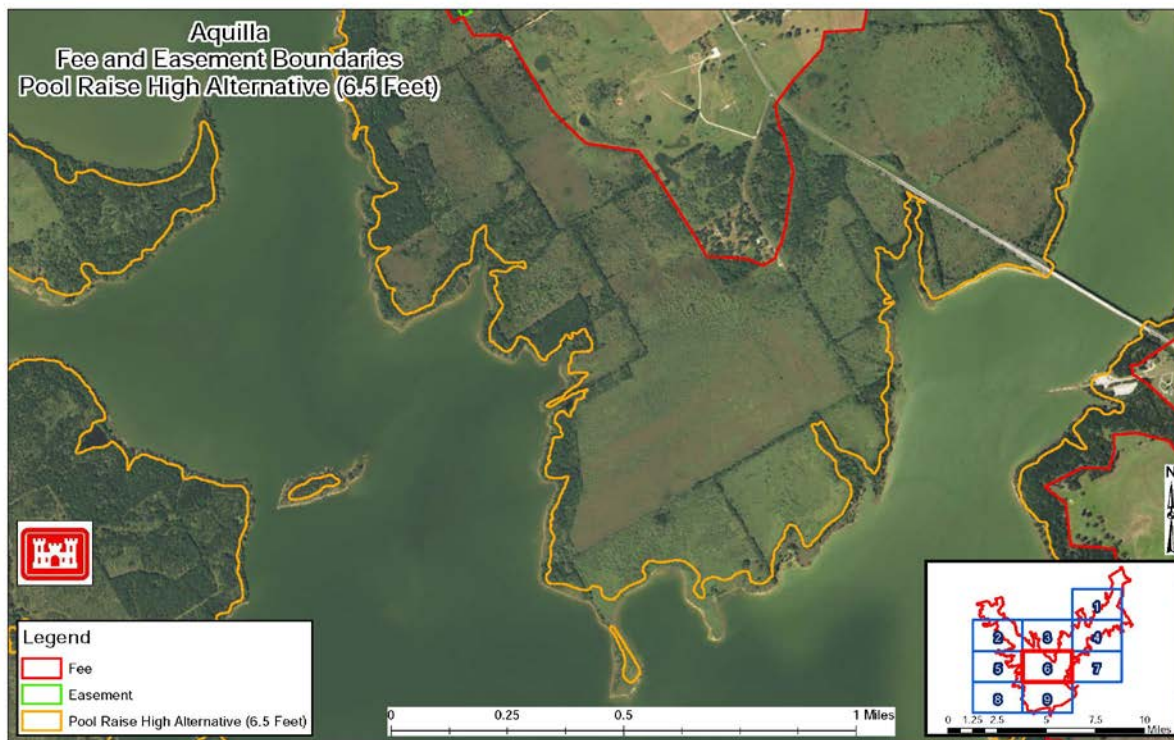 Aquilla
Fee and Easement Boundaries
Pool Raise High Alternative (6.5 Feet)
N
Legend
Fee
Easement
Pool Raise High Alternative (6.5 Feet)
0 0.25 0.5 1 Miles
1
2 3 4
5 6 7
8 9
0 1.25 2.5 5 7.5 10
Miles